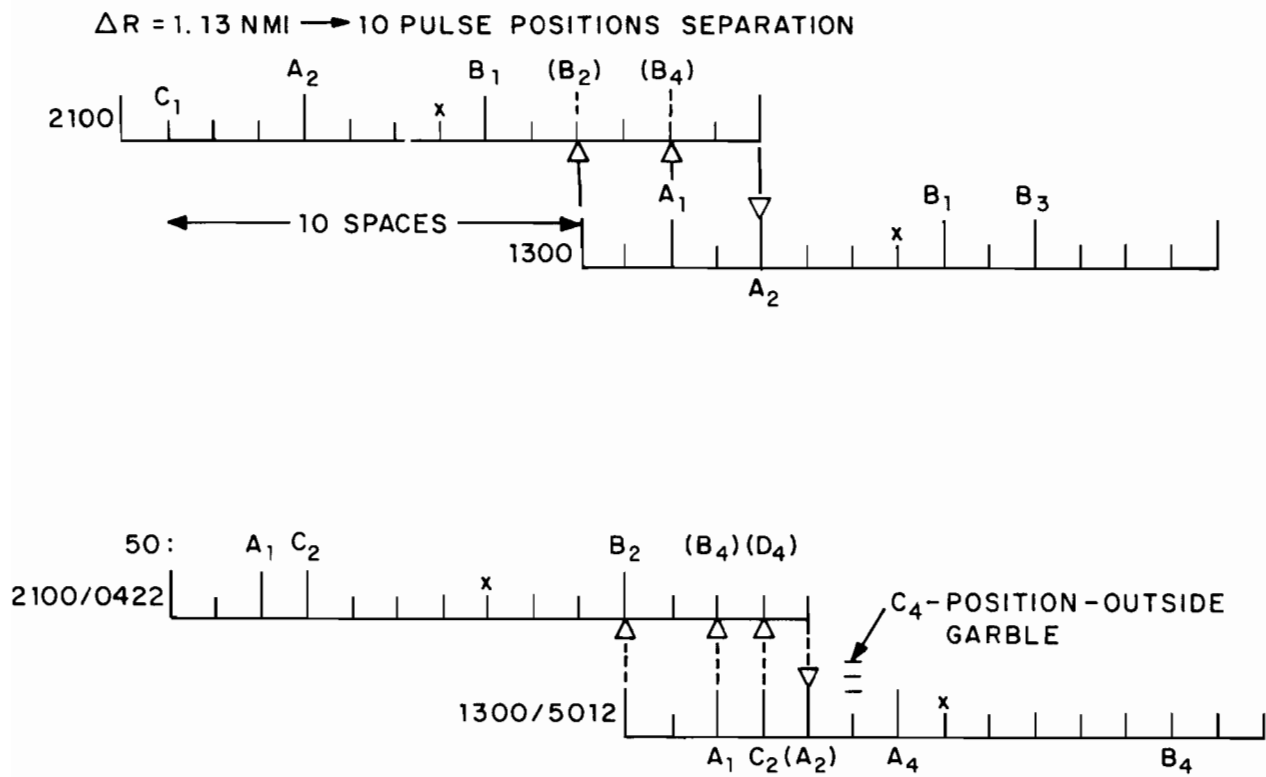 ΔR = 1.13 NMI → 10 PULSE POSITIONS SEPARATION
C₁ A₂ x B₁ (B₂) (B₄)
2100
A₁ B₁ B₃
← 10 SPACES →
x
1300
A₂
50: A₁ C₂ B₂ (B₄) (D₄)
x
2100/0422
C₄-POSITION-OUTSIDE
GARBLE
1300/5012
x
A₁ C₂ (A₂) A₄ B₄